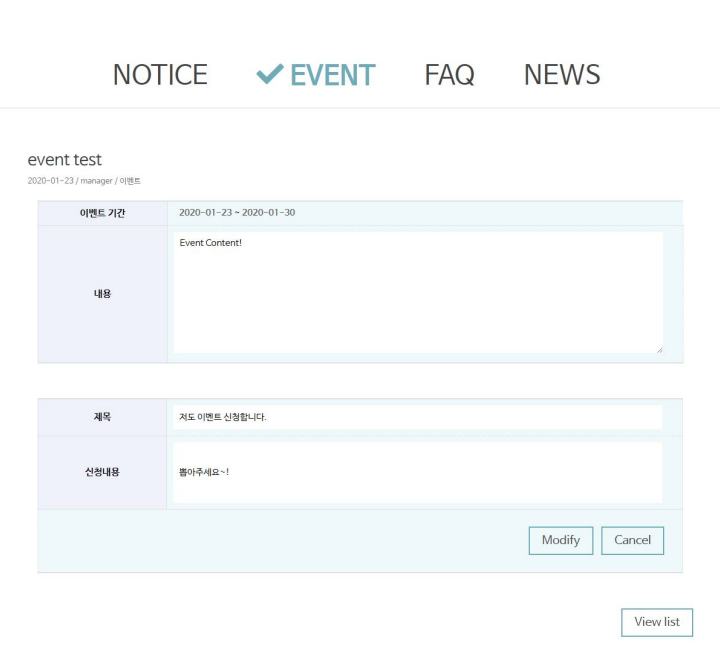 NOTICE EVENT FAQ NEWS
event test
2020-01-23 / manager / 이벤트
이벤트 기간 2020-01-23 ~ 2020-01-30
내용 Event Content!
제목 저도 이벤트 신청합니다.
신청내용 뽑아주세요~!
Modify Cancel
View list